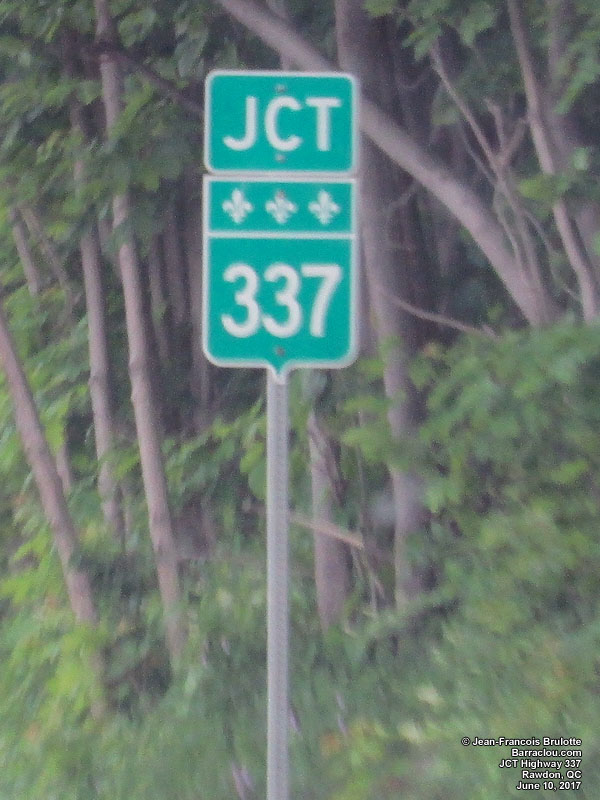 JCT
337
© Jean-Francois Brulotte
Barraclou.com
JCT Highway 337
Rawdon, QC
June 10, 2017